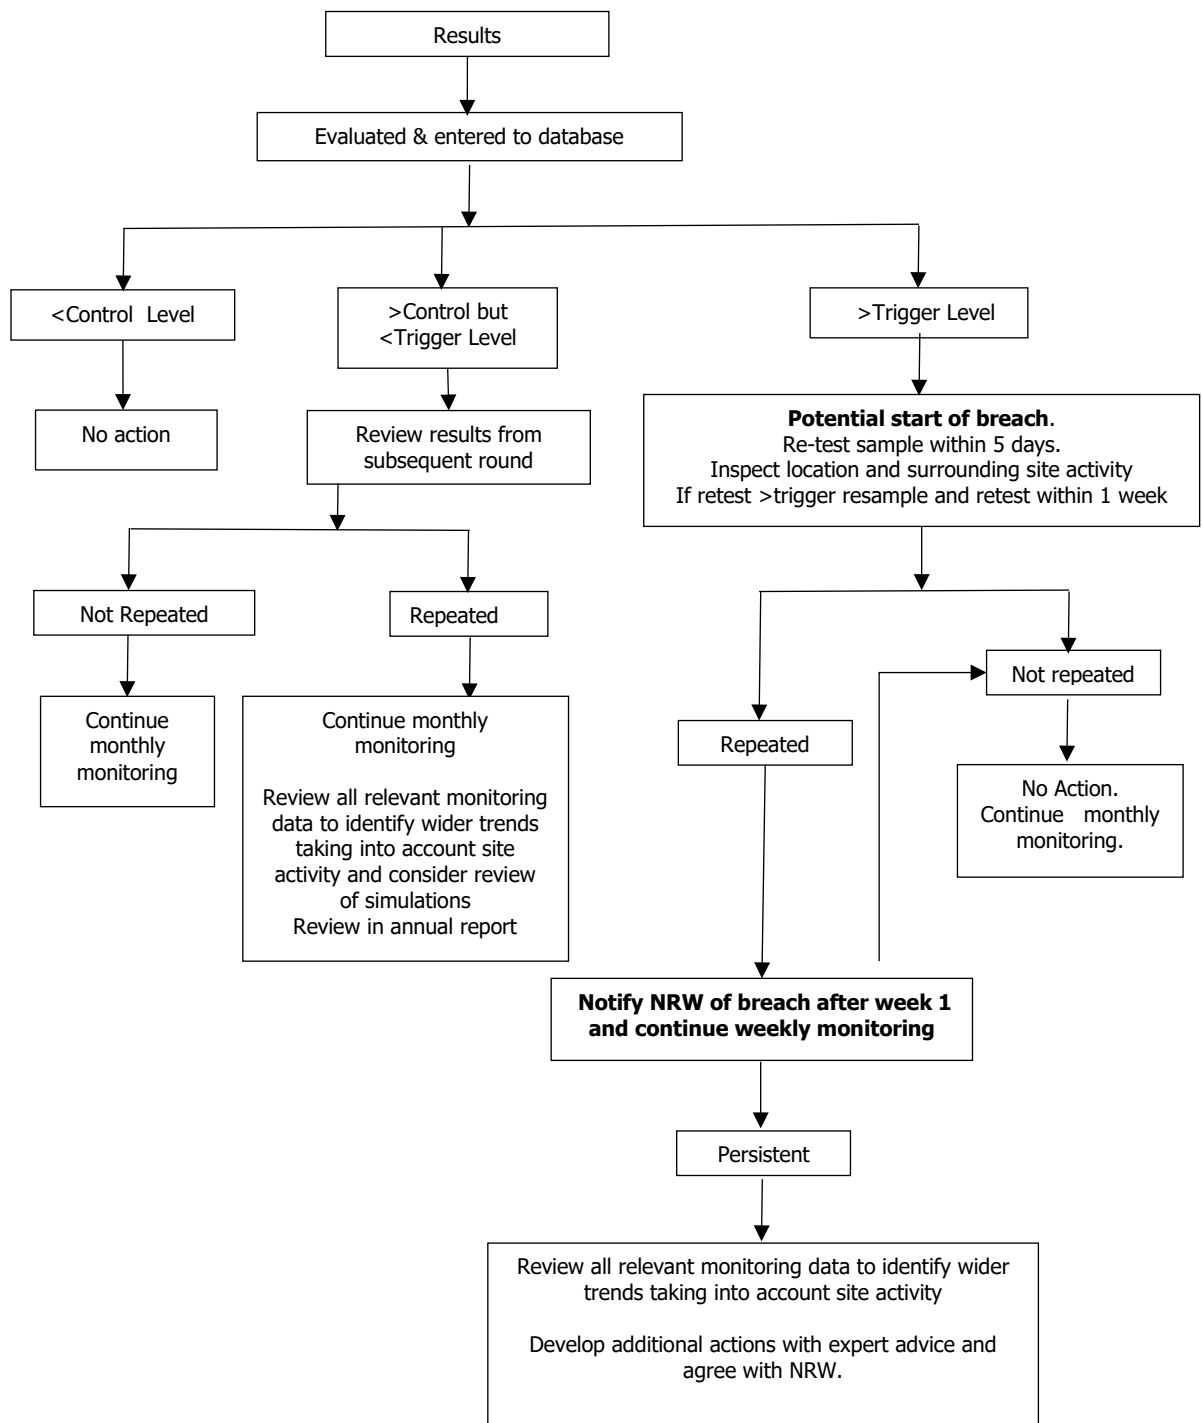 Results
Evaluated & entered to database
<Control Level
>Control but
<Trigger Level
>Trigger Level
No action
Review results from
subsequent round
Potential start of breach.
Re-test sample within 5 days.
Inspect location and surrounding site activity
If retest >trigger resample and retest within 1 week
Not Repeated
Repeated
Continue
monthly
monitoring
Continue monthly
monitoring
Review all relevant monitoring
data to identify wider trends
taking into account site
activity and consider review
of simulations
Review in annual report
Repeated
Not repeated
No Action.
Continue monthly
monitoring.
Notify NRW of breach after week 1
and continue weekly monitoring
Persistent
Review all relevant monitoring data to identify wider
trends taking into account site activity
Develop additional actions with expert advice and
agree with NRW.